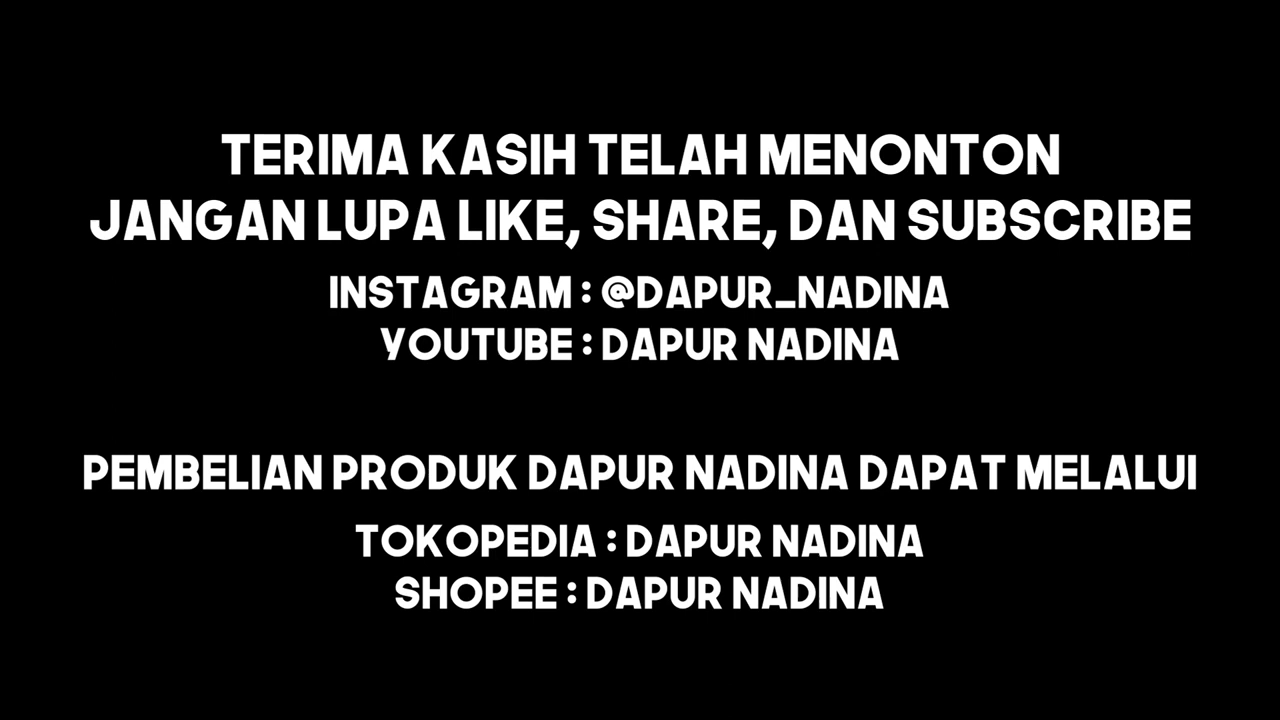 TERIMA KASIH TELAH MENONTON
JANGAN LUPA LIKE, SHARE, DAN SUBSCRIBE
INSTAGRAM : @DAPUR_NADINA
YOUTUBE : DAPUR NADINA
PEMBELIAN PRODUK DAPUR NADINA DAPAT MELALUI
TOKOPEDIA : DAPUR NADINA
SHOPEE : DAPUR NADINA